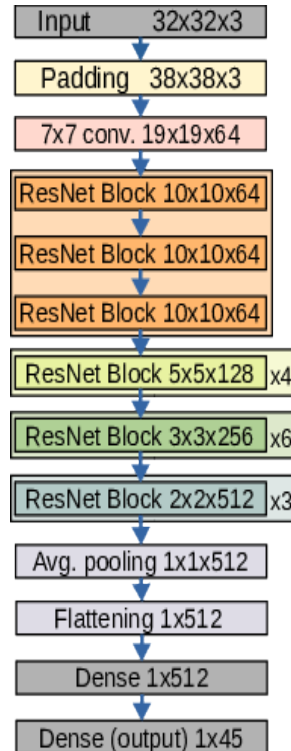 Input 32x32x3
Padding 38x38x3
7x7 conv. 19x19x64
ResNet Block 10x10x64
ResNet Block 10x10x64
ResNet Block 10x10x64
ResNet Block 5x5x128 x4
ResNet Block 3x3x256 x6
ResNet Block 2x2x512 x3
Avg. pooling 1x1x512
Flattening 1x512
Dense 1x512
Dense (output) 1x45